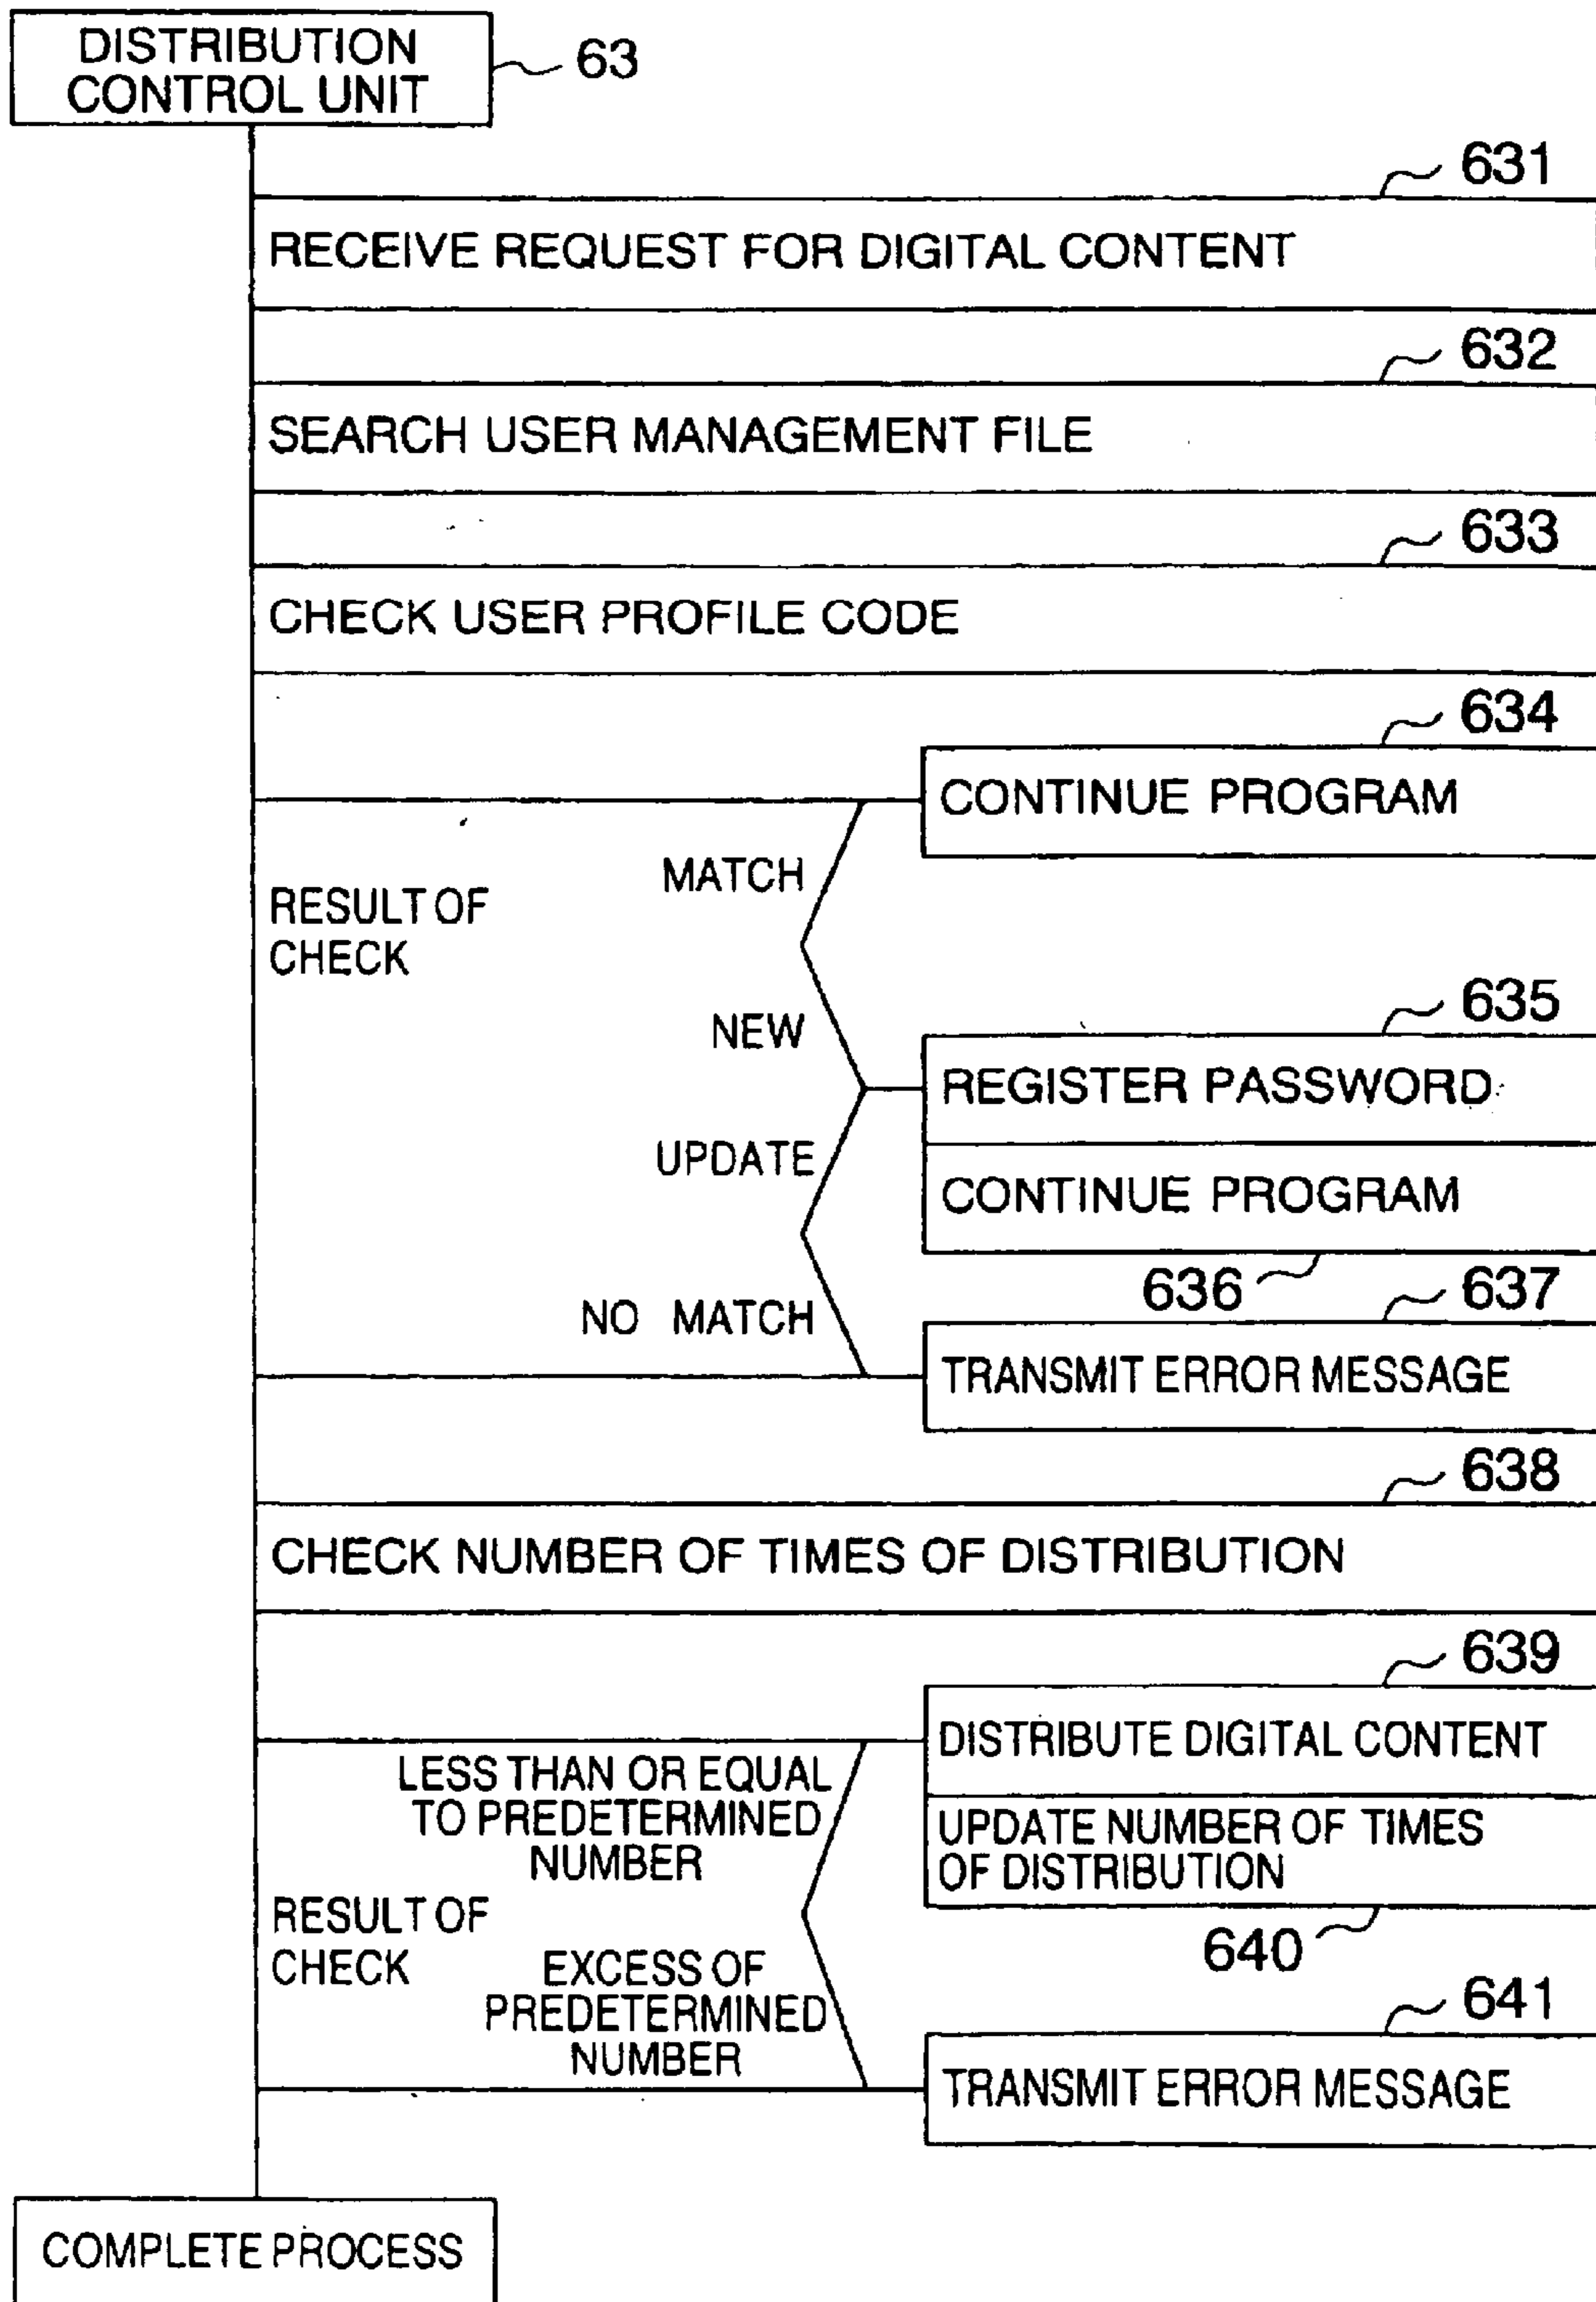 DISTRIBUTION
CONTROL UNIT
63
631
RECEIVE REQUEST FOR DIGITAL CONTENT
632
SEARCH USER MANAGEMENT FILE
633
CHECK USER PROFILE CODE
634
CONTINUE PROGRAM
MATCH
RESULT OF
CHECK
635
NEW
REGISTER PASSWORD
UPDATE
CONTINUE PROGRAM
636
637
NO MATCH
TRANSMIT ERROR MESSAGE
638
CHECK NUMBER OF TIMES OF DISTRIBUTION
639
DISTRIBUTE DIGITAL CONTENT
LESS THAN OR EQUAL
TO PREDETERMINED
NUMBER
UPDATE NUMBER OF TIMES
OF DISTRIBUTION
640
RESULT OF
CHECK
EXCESS OF
PREDETERMINED
NUMBER
641
TRANSMIT ERROR MESSAGE
COMPLETE PROCESS